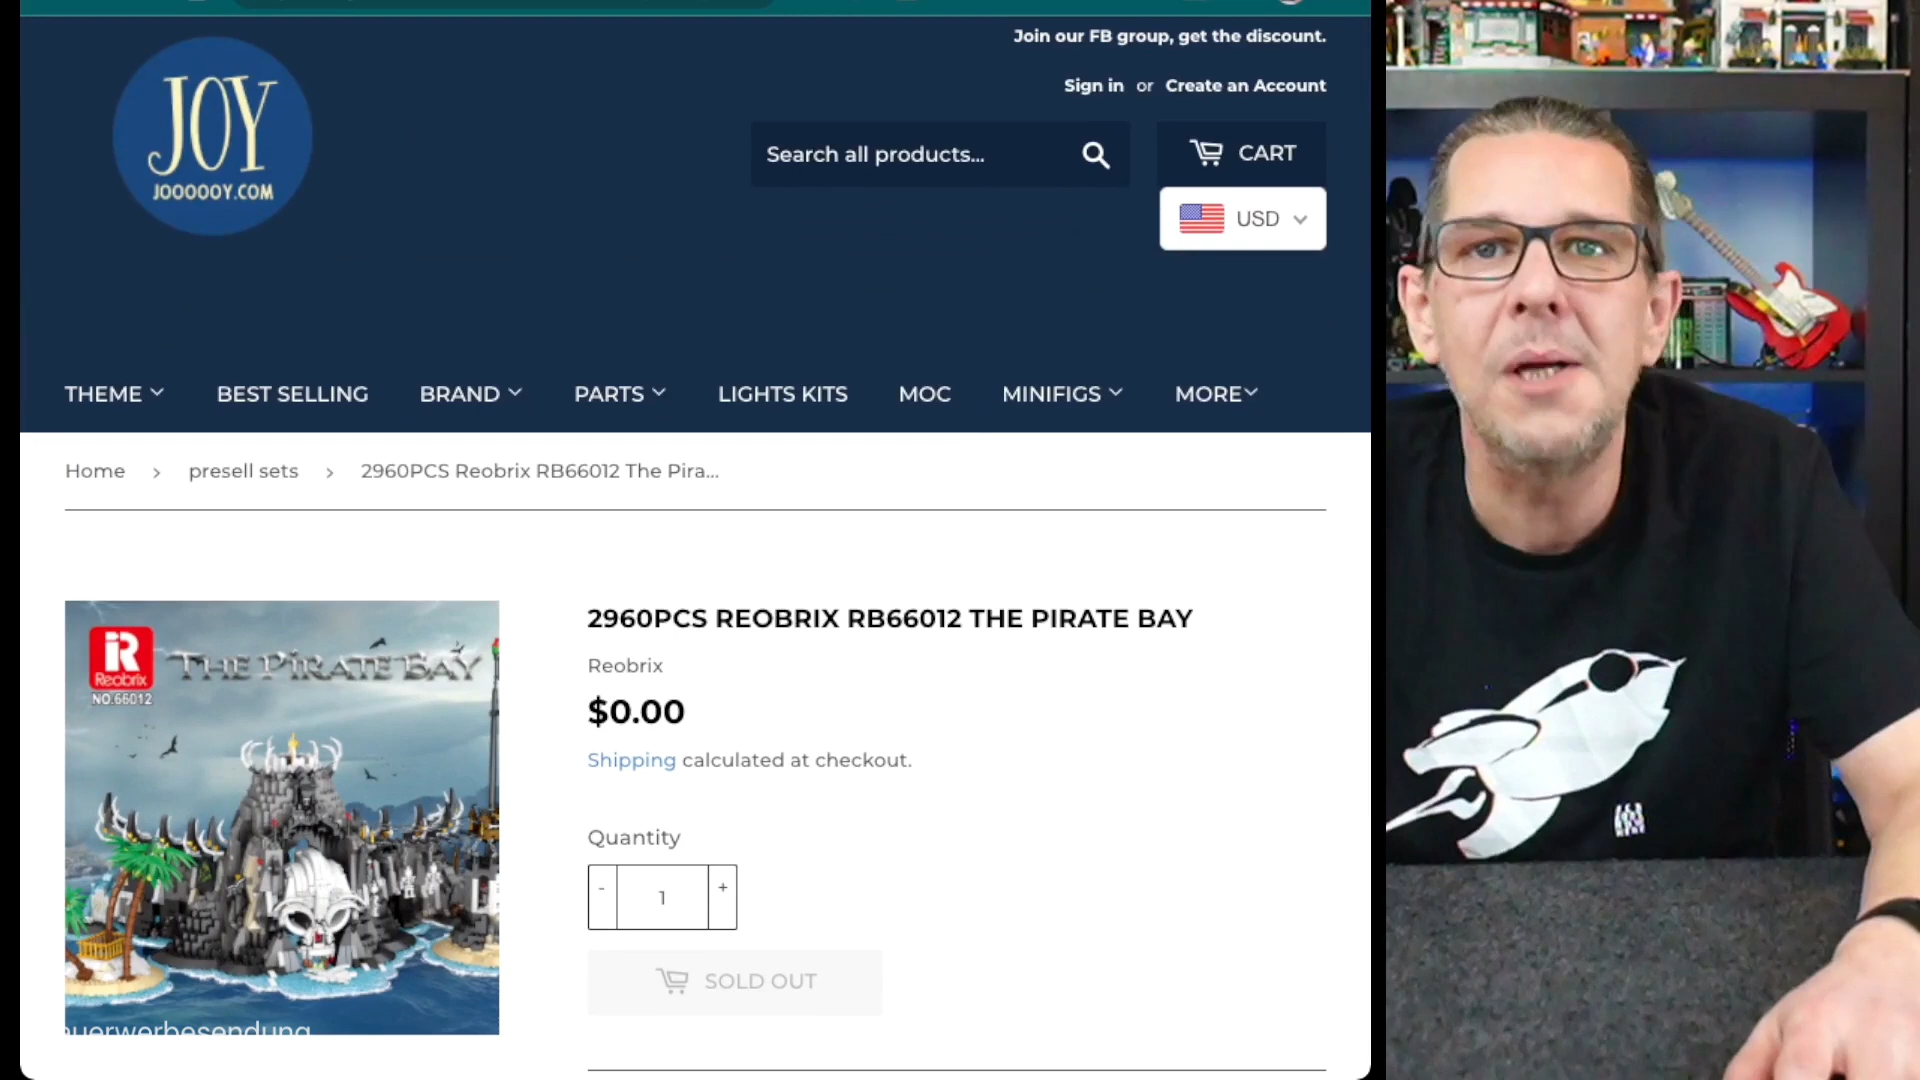 Join our FB group, get the discount.
JOY
JOOOOOY.COM
Sign in or Create an Account
Search all products...
CART
USD
THEME
BEST SELLING
BRAND
PARTS
LIGHTS KITS
MOC
MINIFIGS
MORE
Home > presell sets > 2960PCS Reobrix RB66012 The Pira...
R
Reobrix
NO.66012
THE PIRATE BAY
2960PCS REOBRIX RB66012 THE PIRATE BAY
Reobrix
$0.00
Shipping calculated at checkout.
Quantity
- 1 +
SOLD OUT
auerwerbesendung